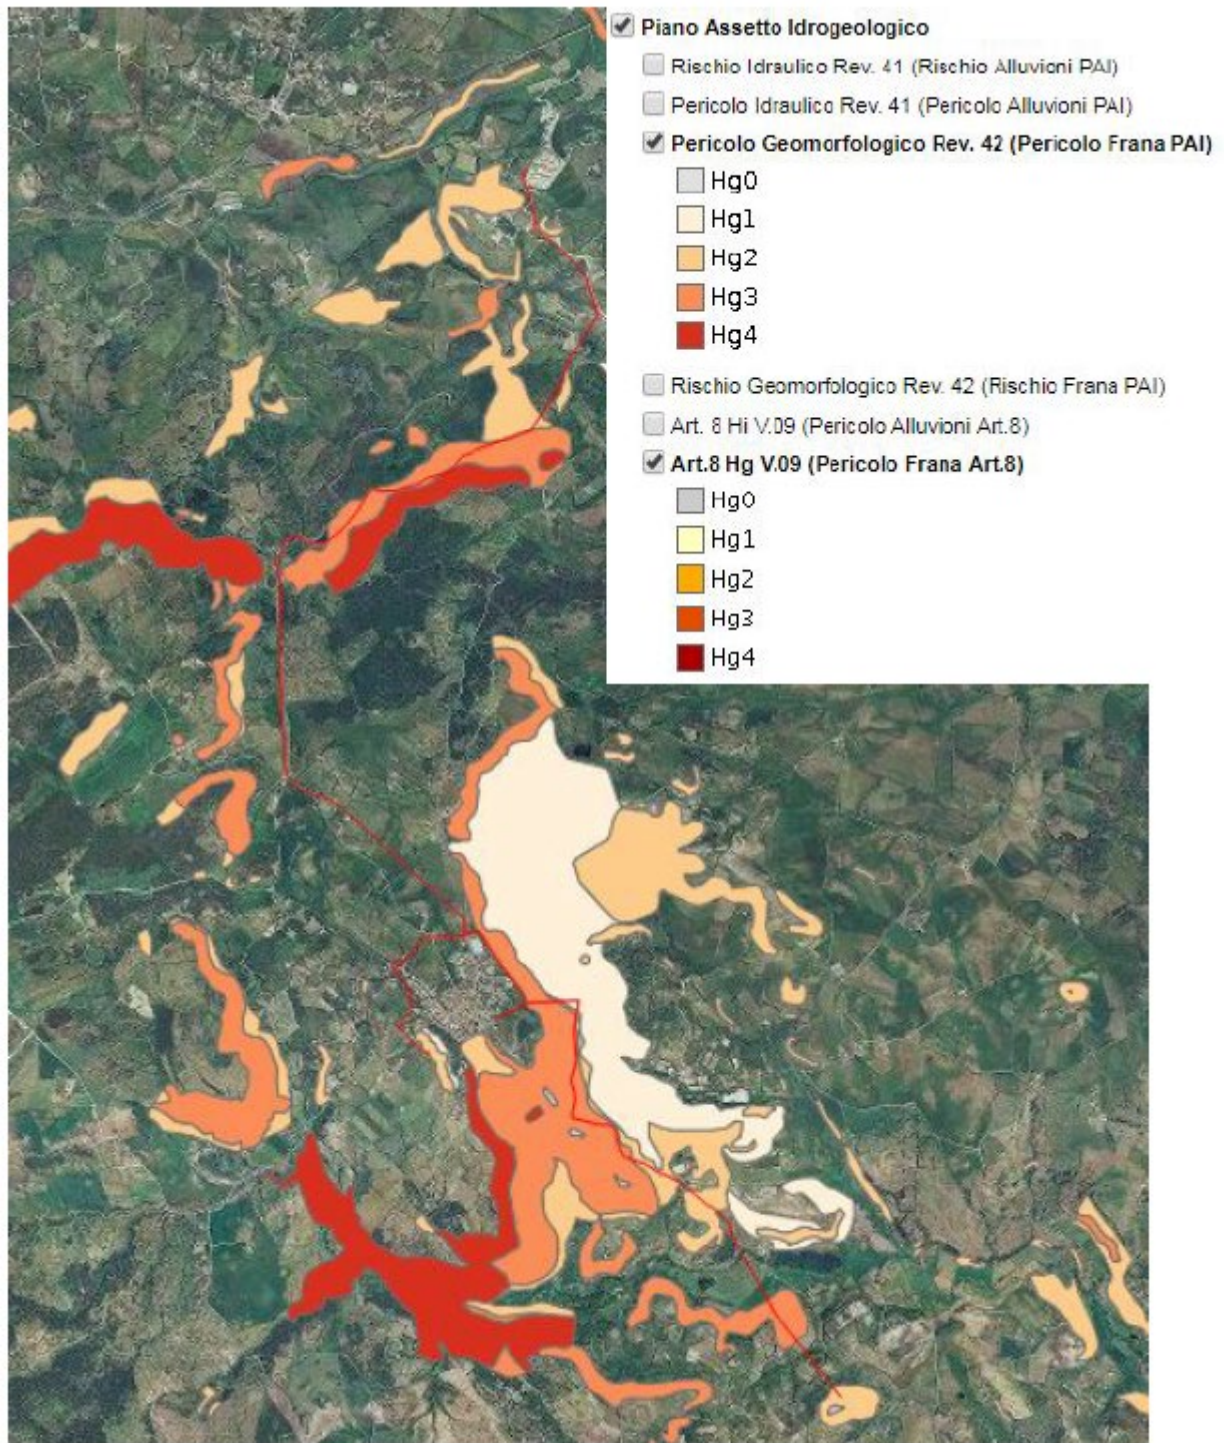 Piano Assetto Idrogeologico
Rischio Idraulico Rev. 41 (Rischio Alluvioni PAI)
Pericolo Idraulico Rev. 41 (Pericolo Alluvioni PAI)
Pericolo Geomorfologico Rev. 42 (Pericolo Frana PAI)
Hg0
Hg1
Hg2
Hg3
Hg4
Rischio Geomorfologico Rev. 42 (Rischio Frana PAI)
Art. 8 Hi V.09 (Pericolo Alluvioni Art.8)
Art.8 Hg V.09 (Pericolo Frana Art.8)
Hg0
Hg1
Hg2
Hg3
Hg4